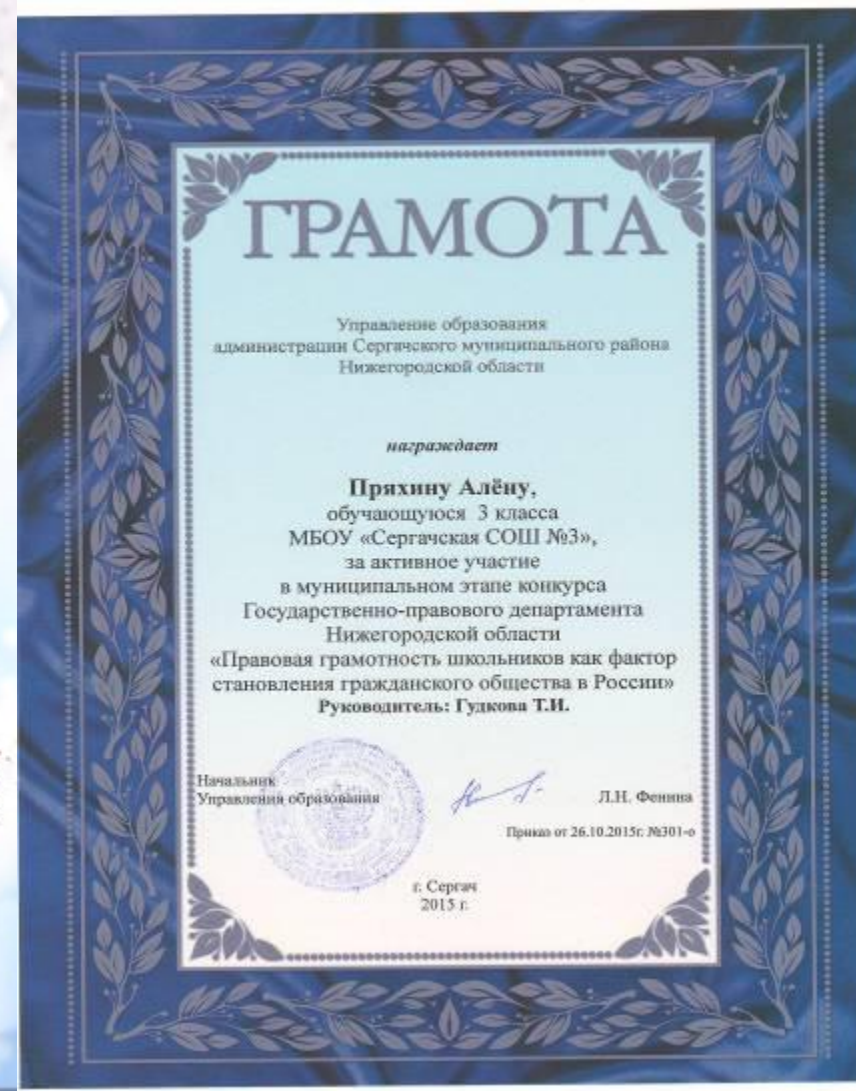 ГРАМОТА
Управление образования
администрации Сергачского муниципального района
Нижегородской области
награждает
Пряхину Алёну,
обучающуюся 3 класса
МБОУ «Сергачская СОШ №3»,
за активное участие
в муниципальном этапе конкурса
Государственно-правового департамента
Нижегородской области
«Правовая грамотность школьников как фактор
становления гражданского общества в России»
Руководитель: Гудкова Т.И.
Начальник
Управления образования
Л.Н. Фенина
Приказ от 26.10.2015г. №301-о
г. Сергач
2015 г.